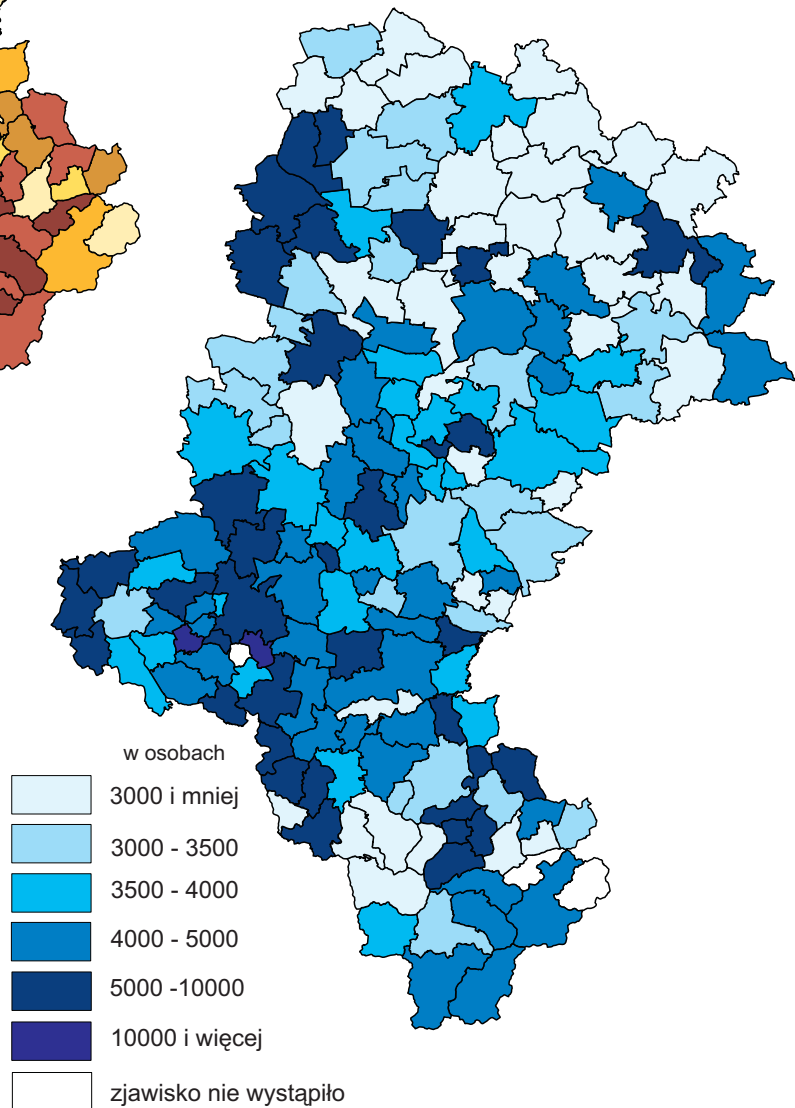 w osobach
3000 i mniej
3000 - 3500
3500 - 4000
4000 - 5000
5000 -10000
10000 i więcej
zjawisko nie wystąpiło